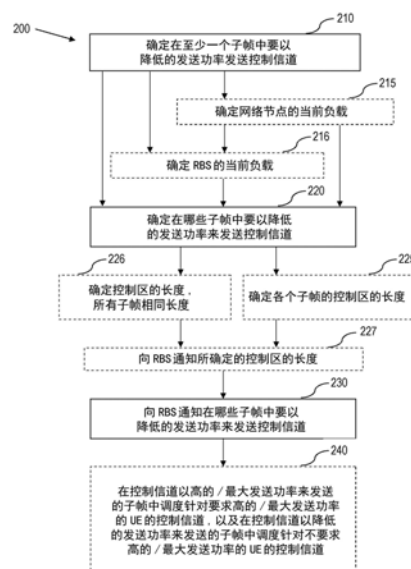 200
210
确定在至少一个子帧中要以
降低的发送功率发送控制信道
215
确定网络节点的当前负载
216
确定 RBS 的当前负载
220
确定在哪些子帧中要以降低
的发送功率来发送控制信道
226
确定控制区的长度，
所有子帧相同长度
225
确定各个子帧的控制区的长度
227
向 RBS 通知所确定的控制区的长度
230
向 RBS 通知在哪些子帧中要以
降低的发送功率来发送控制信道
240
在控制信道以高的 / 最大发送功率来发送
的子帧中调度针对要求高的 / 最大发送功率
的 UE 的控制信道，以及在控制信道以降低
的发送功率来发送的子帧中调度针对不要求
高的 / 最大发送功率的 UE 的控制信道